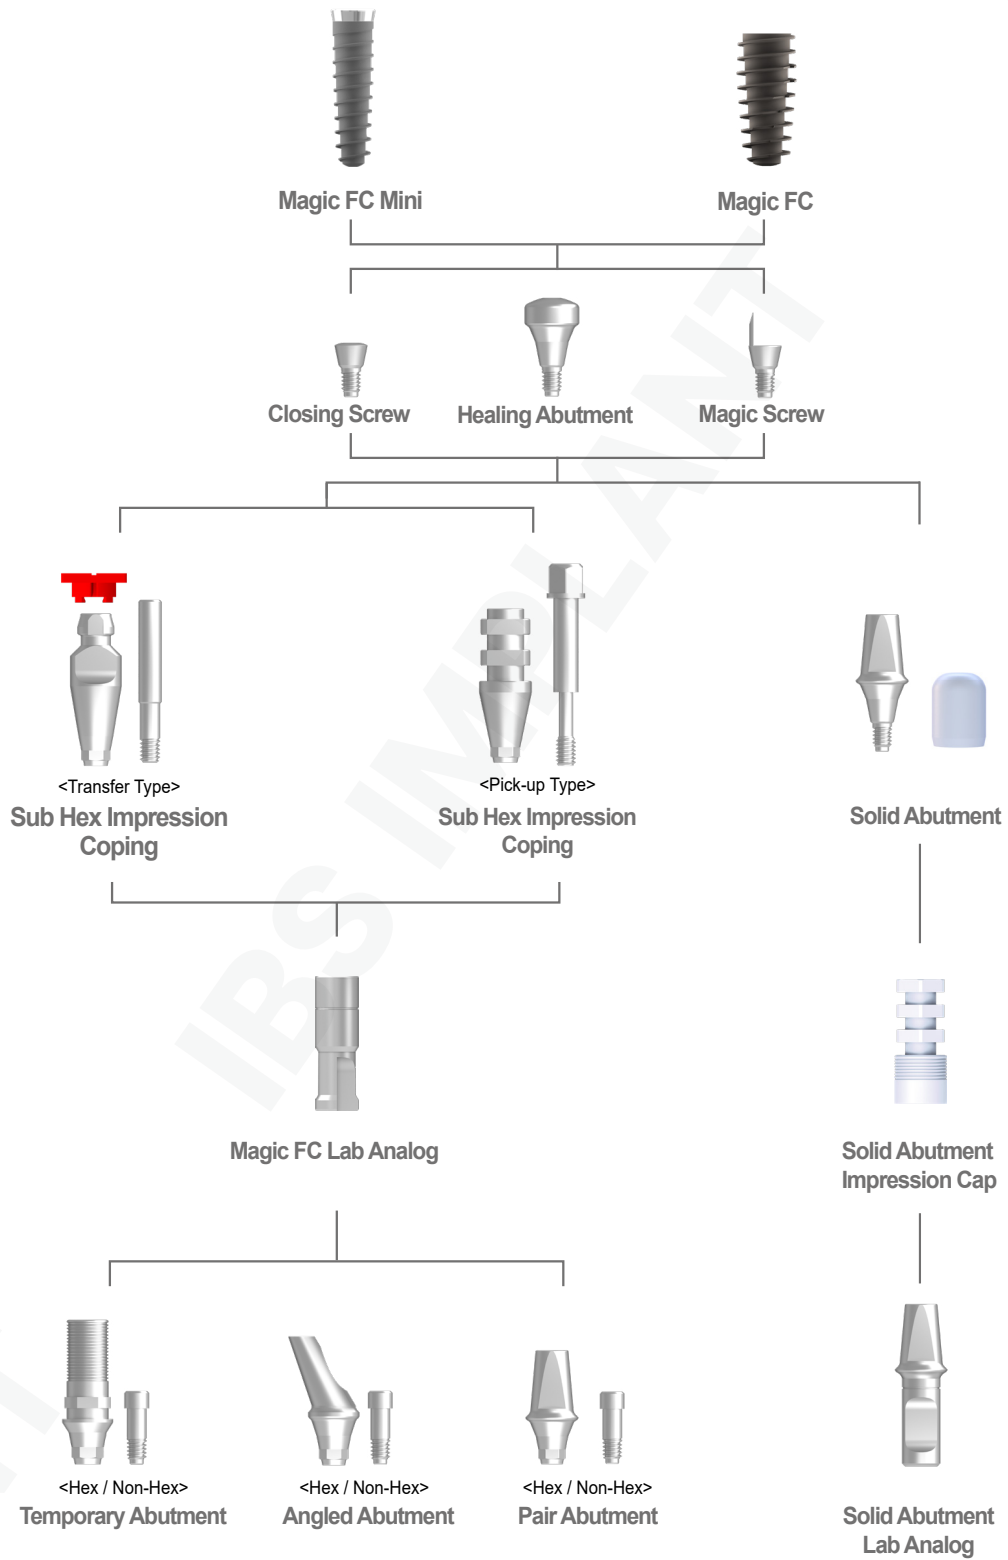 Magic FC Mini
Magic FC
Closing Screw
Healing Abutment
Magic Screw
<Transfer Type>
Sub Hex Impression
Coping
<Pick-up Type>
Sub Hex Impression
Coping
Solid Abutment
IBS IMPLANT
Magic FC Lab Analog
Solid Abutment
Impression Cap
<Hex / Non-Hex>
Temporary Abutment
<Hex / Non-Hex>
Angled Abutment
<Hex / Non-Hex>
Pair Abutment
Solid Abutment
Lab Analog